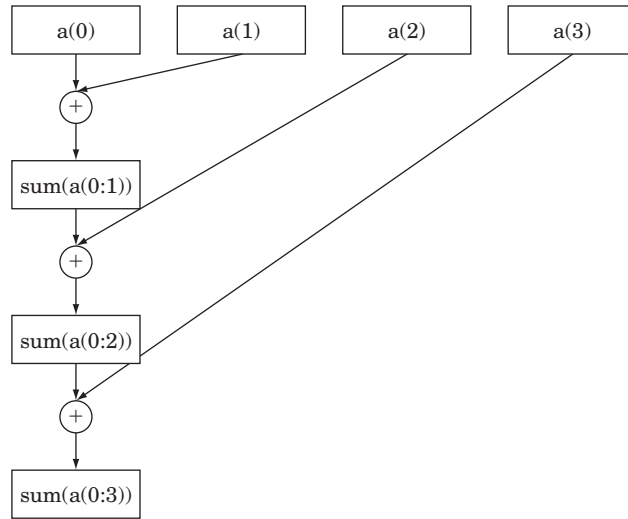 a(0) a(1) a(2) a(3)
+
sum(a(0:1))
+
sum(a(0:2))
+
sum(a(0:3))